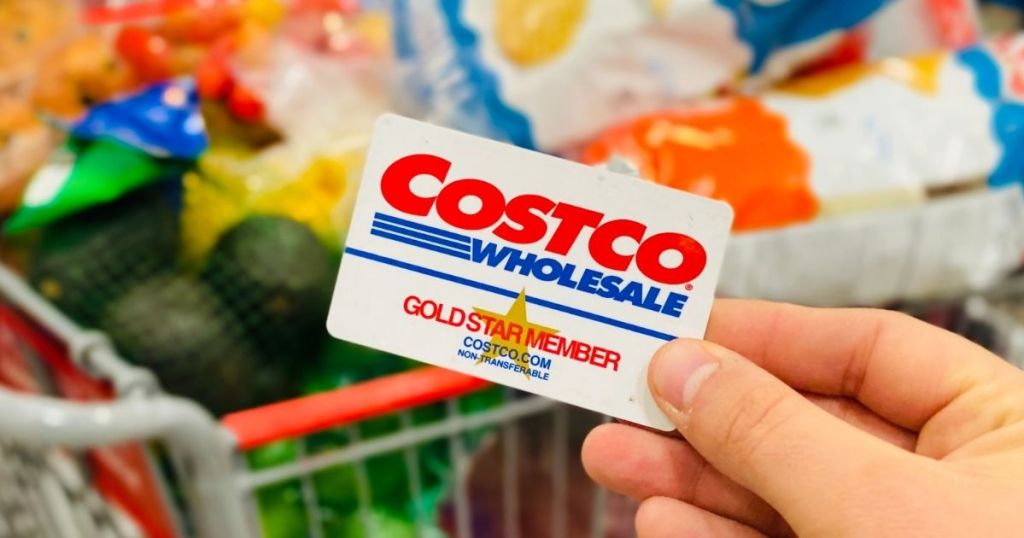 COSTCO
WHOLESALE®
GOLD STAR MEMBER
COSTCO.COM
NON-TRANSFERABLE